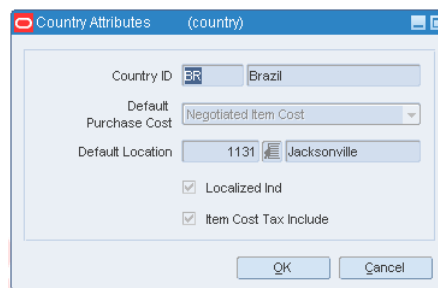 Country Attributes (country)
Country ID BR Brazil
Default
Purchase Cost Negotiated Item Cost
Default Location 1131 Jacksonville
Localized Ind
Item Cost Tax Include
OK Cancel